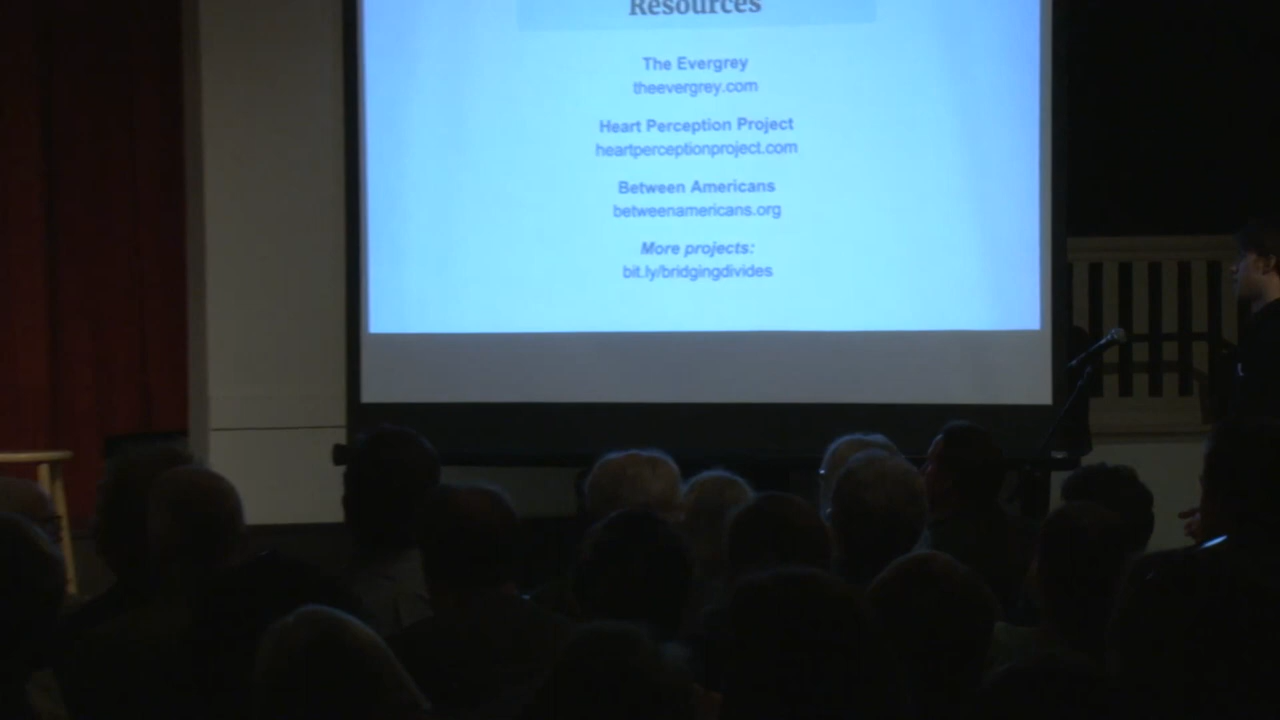 Resources
The Evergrey
theevergrey.com
Heart Perception Project
heartperceptionproject.com
Between Americans
betweenamericans.org
More projects:
bit.ly/bridgingdivides